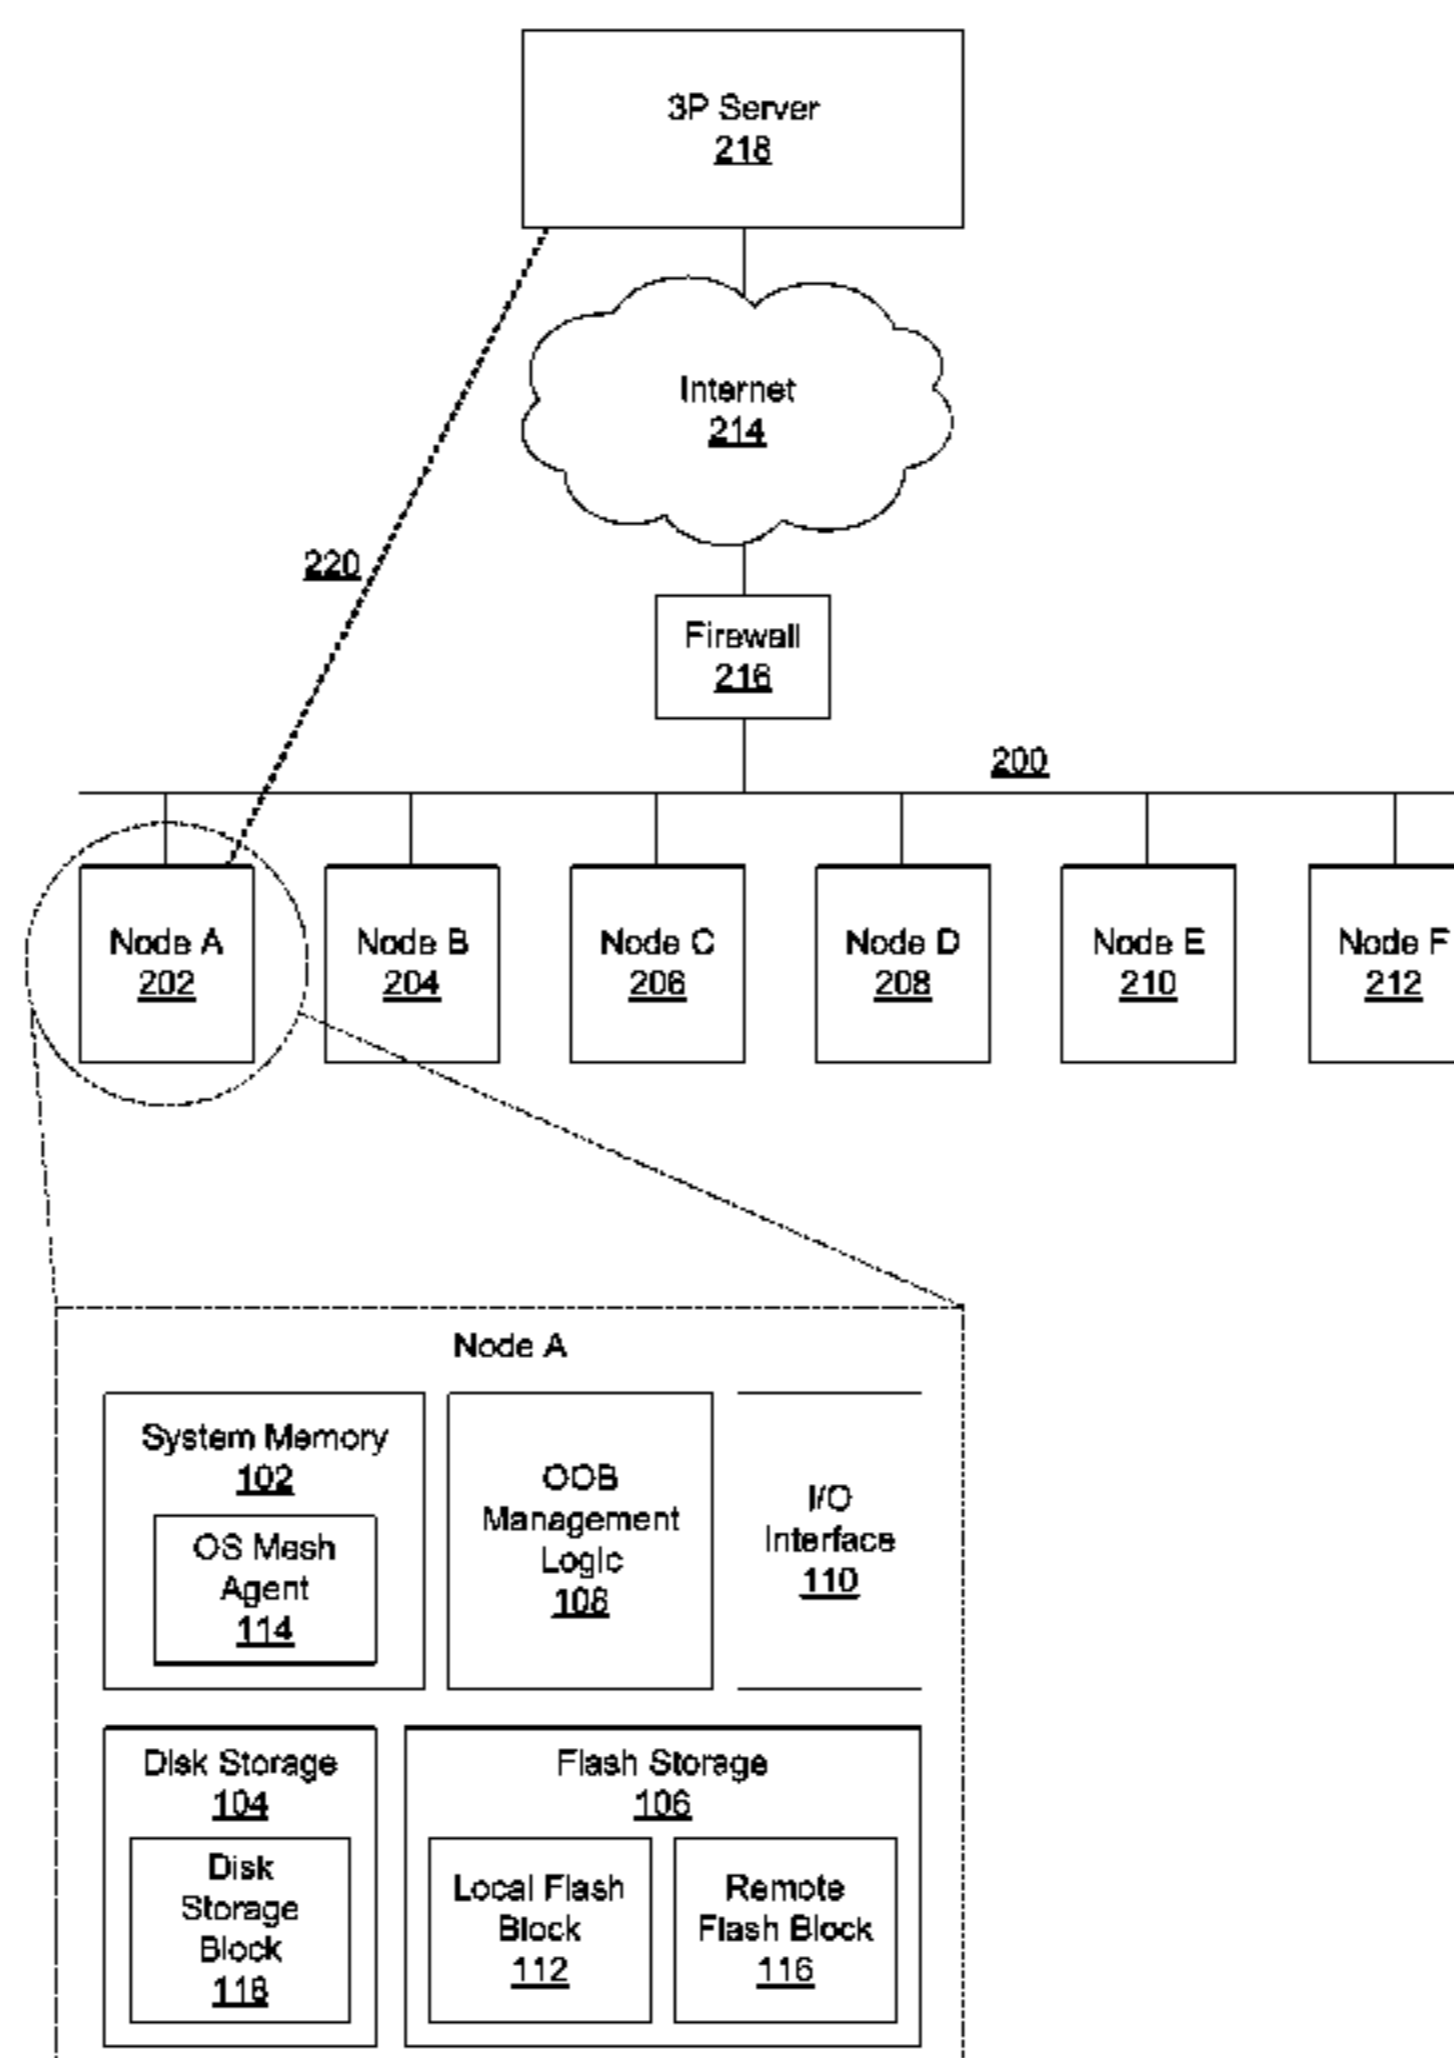 3P Server
218
Internet
214
220
Firewall
216
200
Node A
202
Node B
204
Node C
206
Node D
208
Node E
210
Node F
212
Node A
System Memory
102
OS Mesh
Agent
114
OOB
Management
Logic
108
I/O
Interface
110
Disk Storage
104
Disk
Storage
Block
118
Flash Storage
106
Local Flash
Block
112
Remote
Flash Block
116